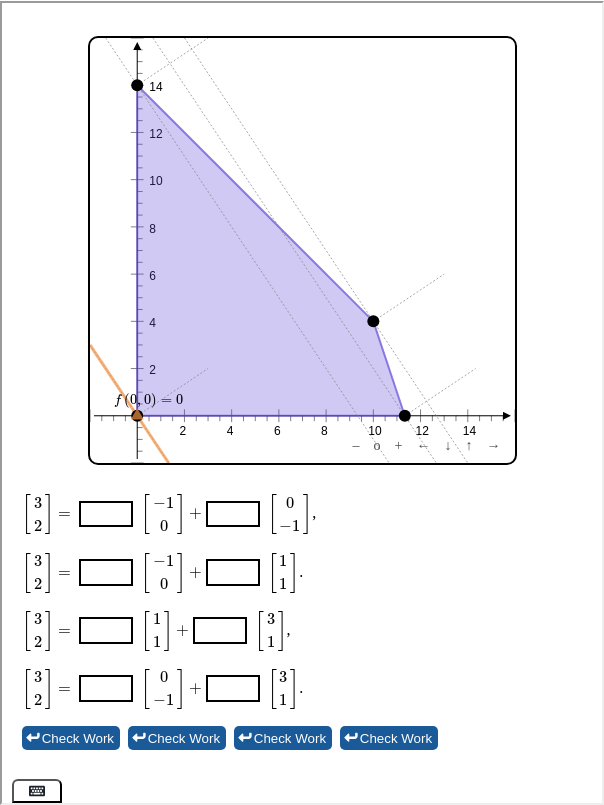 14
12
10
8
6
4
2
f(0, 0) = 0
2 4 6 8 10 12 14
− o + ← ↓ ↑ →
[3 2] = [−1 0] + [0 −1],
[3 2] = [−1 0] + [1 1].
[3 2] = [1 1] + [3 1],
[3 2] = [0 −1] + [3 1].
Check Work Check Work Check Work Check Work